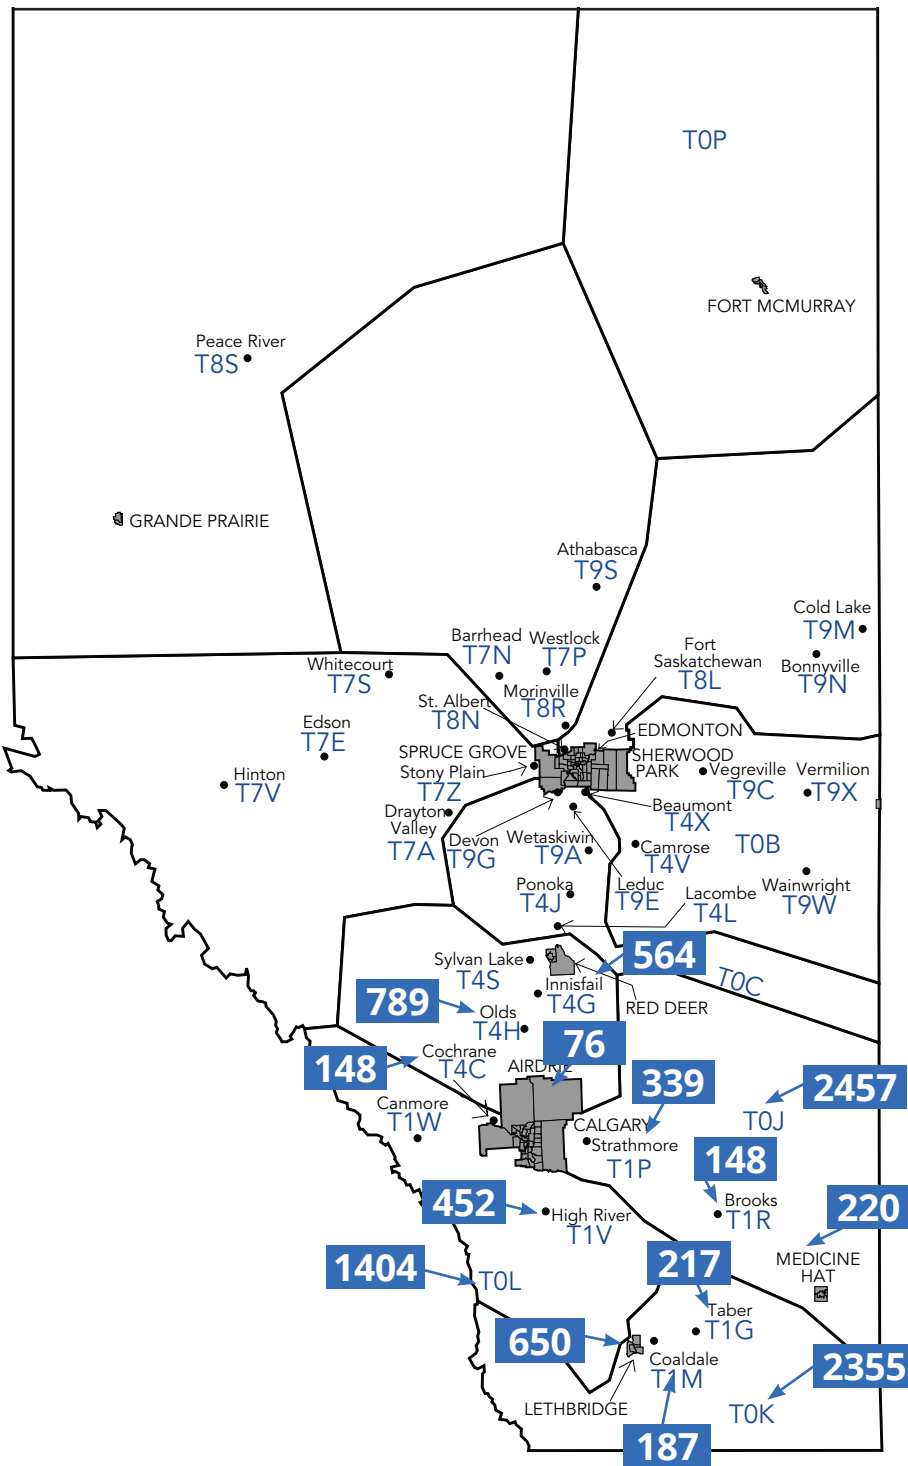 T0P
FORT MCMURRAY
Peace River
T8S
GRANDE PRAIRIE
Athabasca
T9S
Cold Lake
T9M
Barrhead
T7N
Westlock
T7P
Fort
Saskatchewan
T8L
Bonnyville
T9N
Whitecourt
T7S
Morinville
T8R
St. Albert
T8N
Edson
T7E
EDMONTON
SPRUCE GROVE
SHERWOOD
PARK
Stony Plain
T7Z
Hinton
T7V
Vegreville
T9C
Vermilion
T9X
Drayton
Valley
T7A
Beaumont
T4X
Devon
T9G
Wetaskiwin
T9A
Camrose
T4V
T0B
Ponoka
T4J
Leduc
T9E
Lacombe
T4L
Wainwright
T9W
Sylvan Lake
T4S
564
T0C
Innisfail
T4G
RED DEER
789
Olds
T4H
76
148
Cochrane
T4C
AIRDRIE
339
2457
Canmore
T1W
CALGARY
T0J
Strathmore
T1P
148
452
High River
T1V
Brooks
T1R
220
217
MEDICINE
HAT
1404
T0L
Taber
T1G
650
Coaldale
T1M
2355
LETHBRIDGE
T0K
187